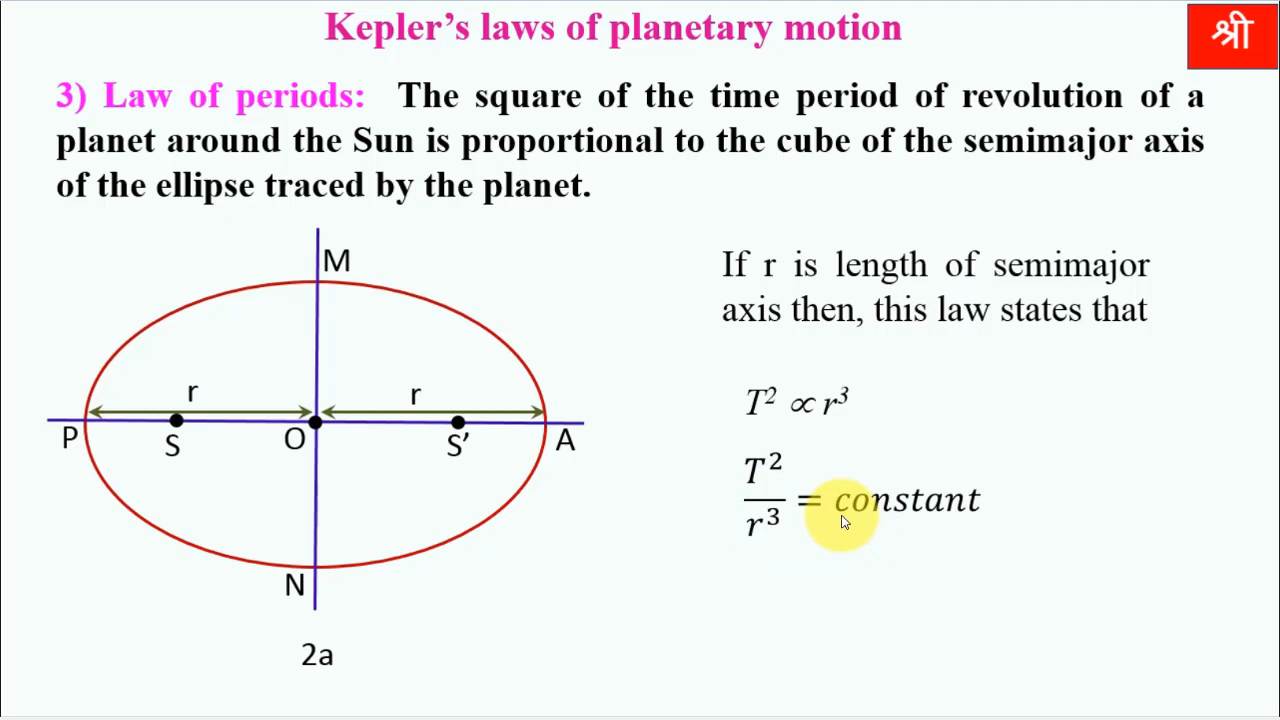 Kepler’s laws of planetary motion
श्री
3) Law of periods: The square of the time period of revolution of a
planet around the Sun is proportional to the cube of the semimajor axis
of the ellipse traced by the planet.
M
If r is length of semimajor
axis then, this law states that
r
r
P
S
O
S’
A
T² ∝ r³
T²
r³
= constant
N
2a